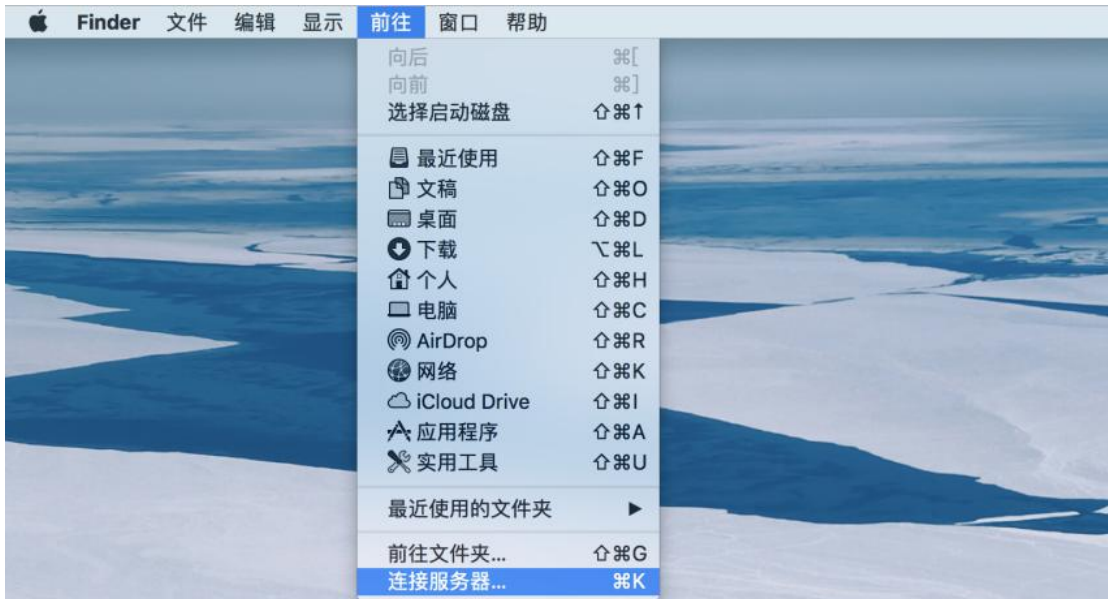 Finder 文件 编辑 显示 前往 窗口 帮助
向后 ⌘[
向前 ⌘]
选择启动磁盘 ⇧⌘↑
最近使用 ⇧⌘F
文稿 ⇧⌘O
桌面 ⇧⌘D
下载 ⌥⌘L
个人 ⇧⌘H
电脑 ⇧⌘C
AirDrop ⇧⌘R
网络 ⇧⌘K
iCloud Drive ⇧⌘I
应用程序 ⇧⌘A
实用工具 ⇧⌘U
最近使用的文件夹 ▶
前往文件夹... ⇧⌘G
连接服务器... ⌘K